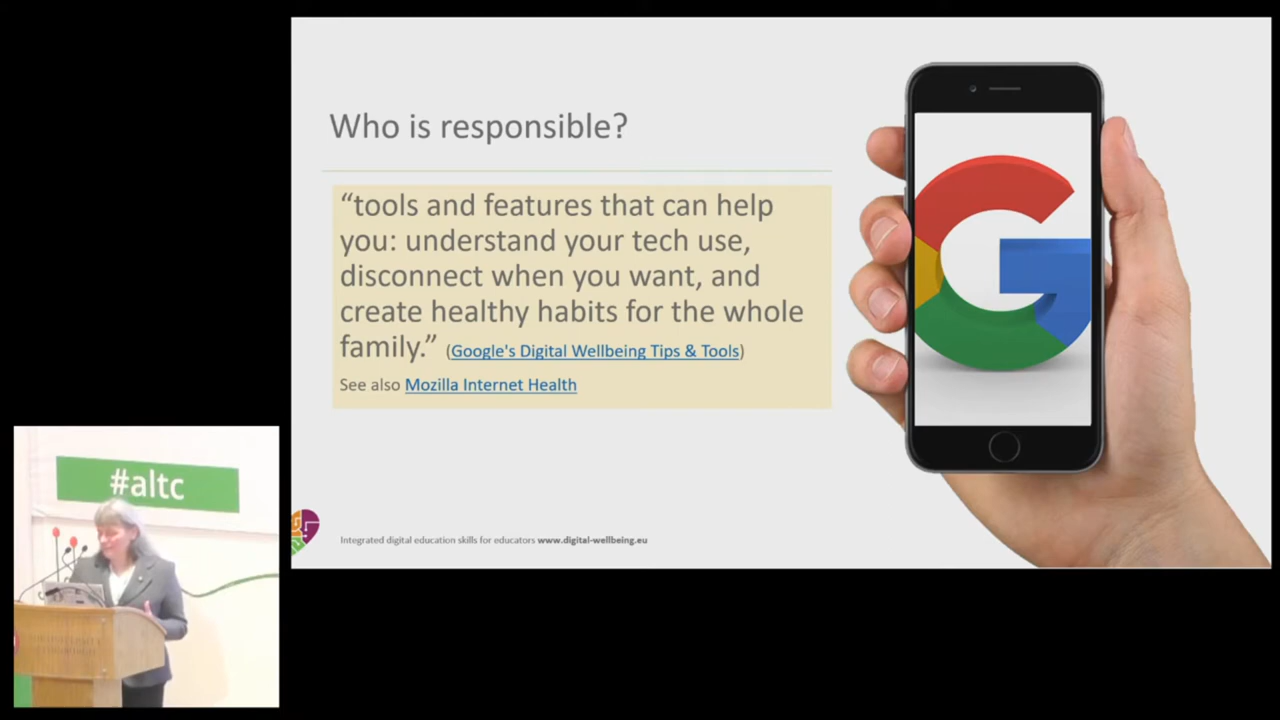 Who is responsible?
“tools and features that can help
you: understand your tech use,
disconnect when you want, and
create healthy habits for the whole
family.” (Google's Digital Wellbeing Tips & Tools)
See also Mozilla Internet Health
Integrated digital education skills for educators www.digital-wellbeing.eu
#altc